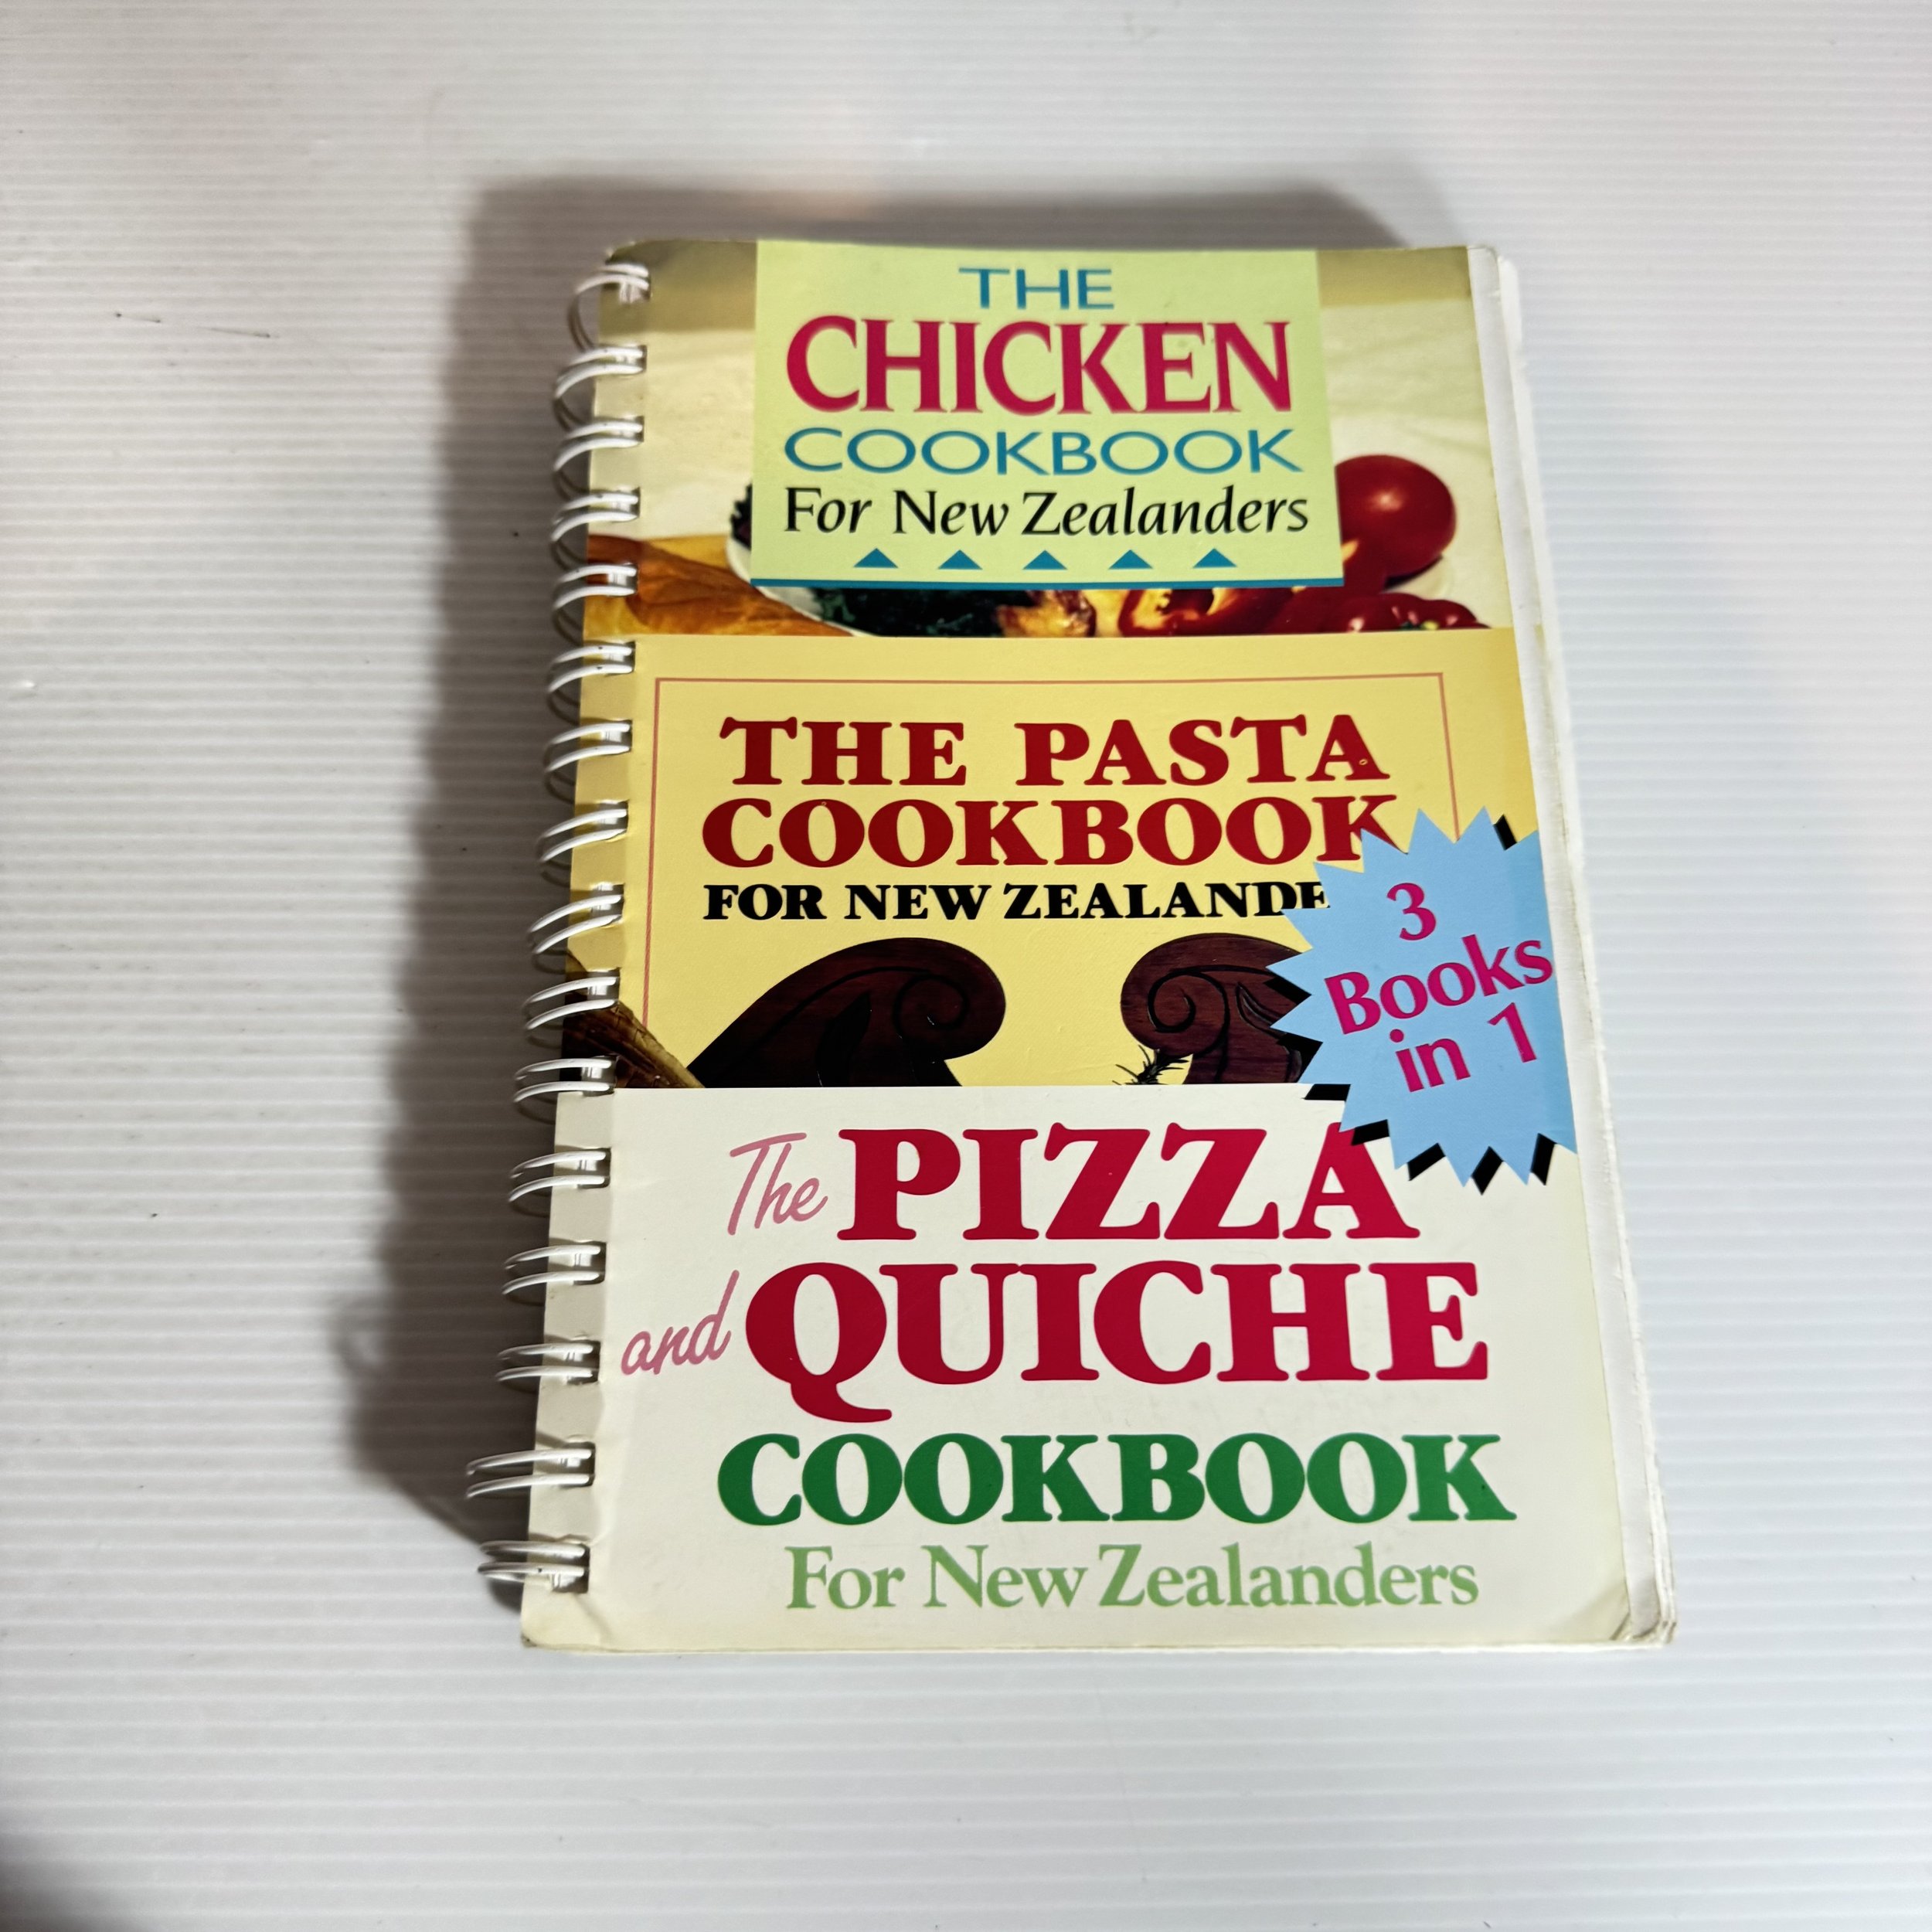 THE
CHICKEN
COOKBOOK
For New Zealanders
THE PASTA
COOKBOOK
FOR NEW ZEALANDE
3
Books
in 1
The PIZZA
and QUICHE
COOKBOOK
For New Zealanders